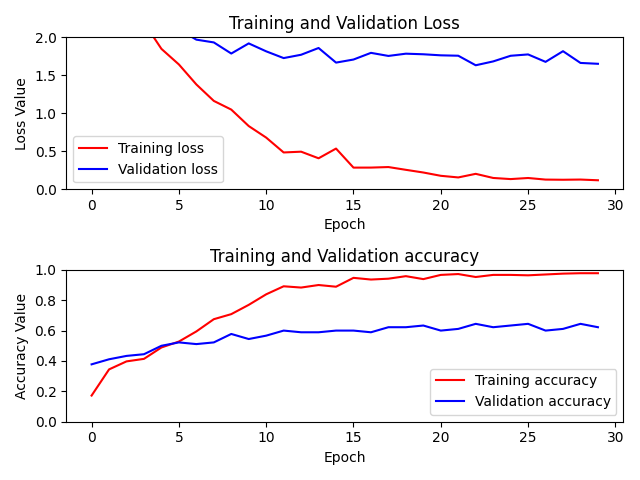 Training and Validation Loss
2.0
1.5
1.0
0.5
0.0
Loss Value
Training loss
Validation loss
0 5 10 15 20 25 30
Epoch
Training and Validation accuracy
1.0
0.8
0.6
0.4
0.2
0.0
Accuracy Value
Training accuracy
Validation accuracy
0 5 10 15 20 25 30
Epoch